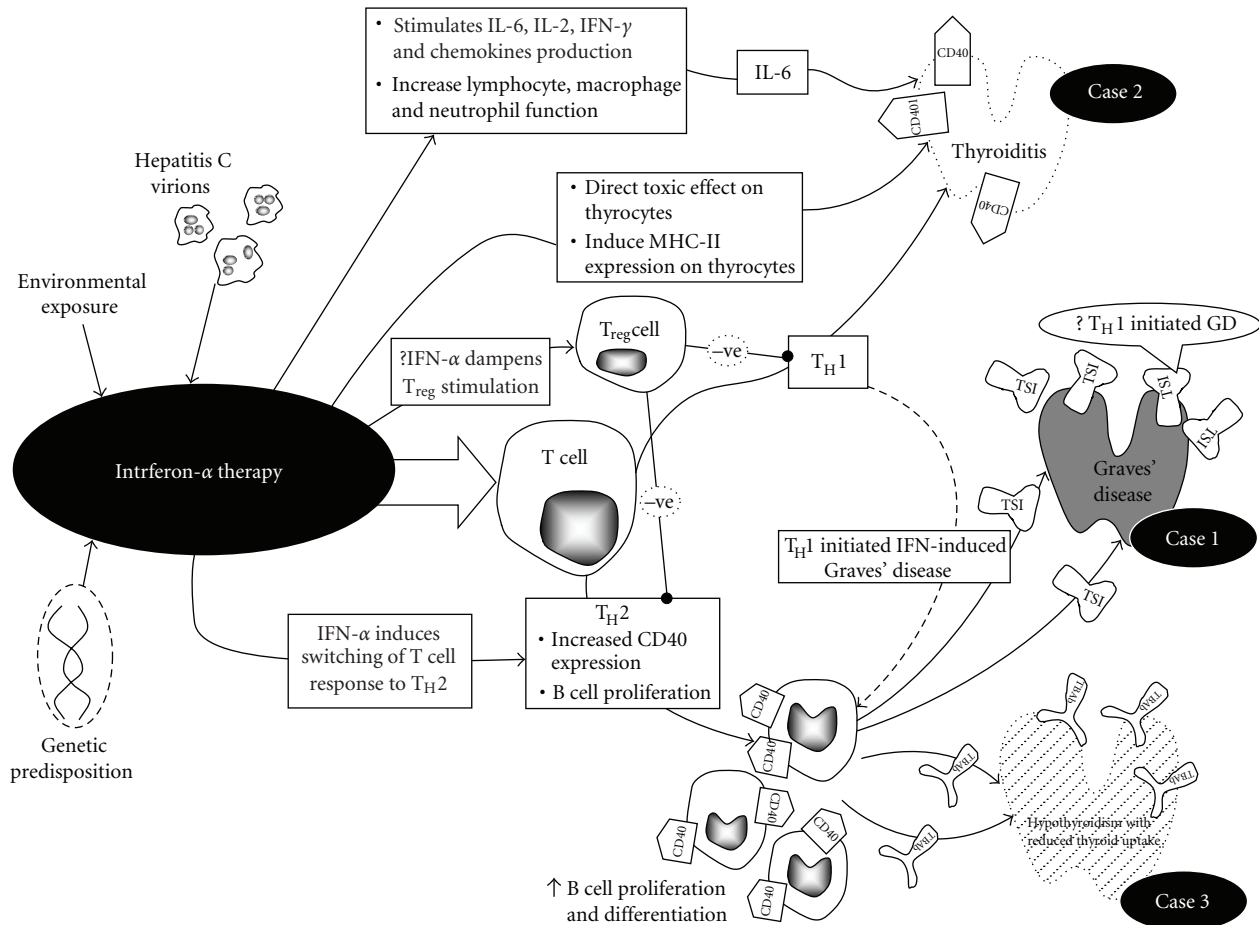 • Stimulates IL-6, IL-2, IFN-γ
and chemokines production
• Increase lymphocyte, macrophage
and neutrophil function
IL-6
CD40
CD40l
CD40
Thyroiditis
Case 2
Hepatitis C
virions
Environmental
exposure
• Direct toxic effect on
thyrocytes
• Induce MHC-II
expression on thyrocytes
?IFN-α dampens
Treg stimulation
Treg cell
–ve
TH1
? TH1 initiated GD
TSI
TSI
TSI
TSI
TSI
TSI
Graves'
disease
Case 1
Intrferon-α therapy
T cell
–ve
TH1 initiated IFN-induced
Graves' disease
Genetic
predisposition
IFN-α induces
switching of T cell
response to TH2
TH2
• Increased CD40
expression
• B cell proliferation
CD40
CD40
CD40
CD40
CD40
CD40
↑ B cell proliferation
and differentiation
TBAb
TBAb
TBAb
TBAb
TBAb
Hypothyroidism with
reduced thyroid uptake
Case 3